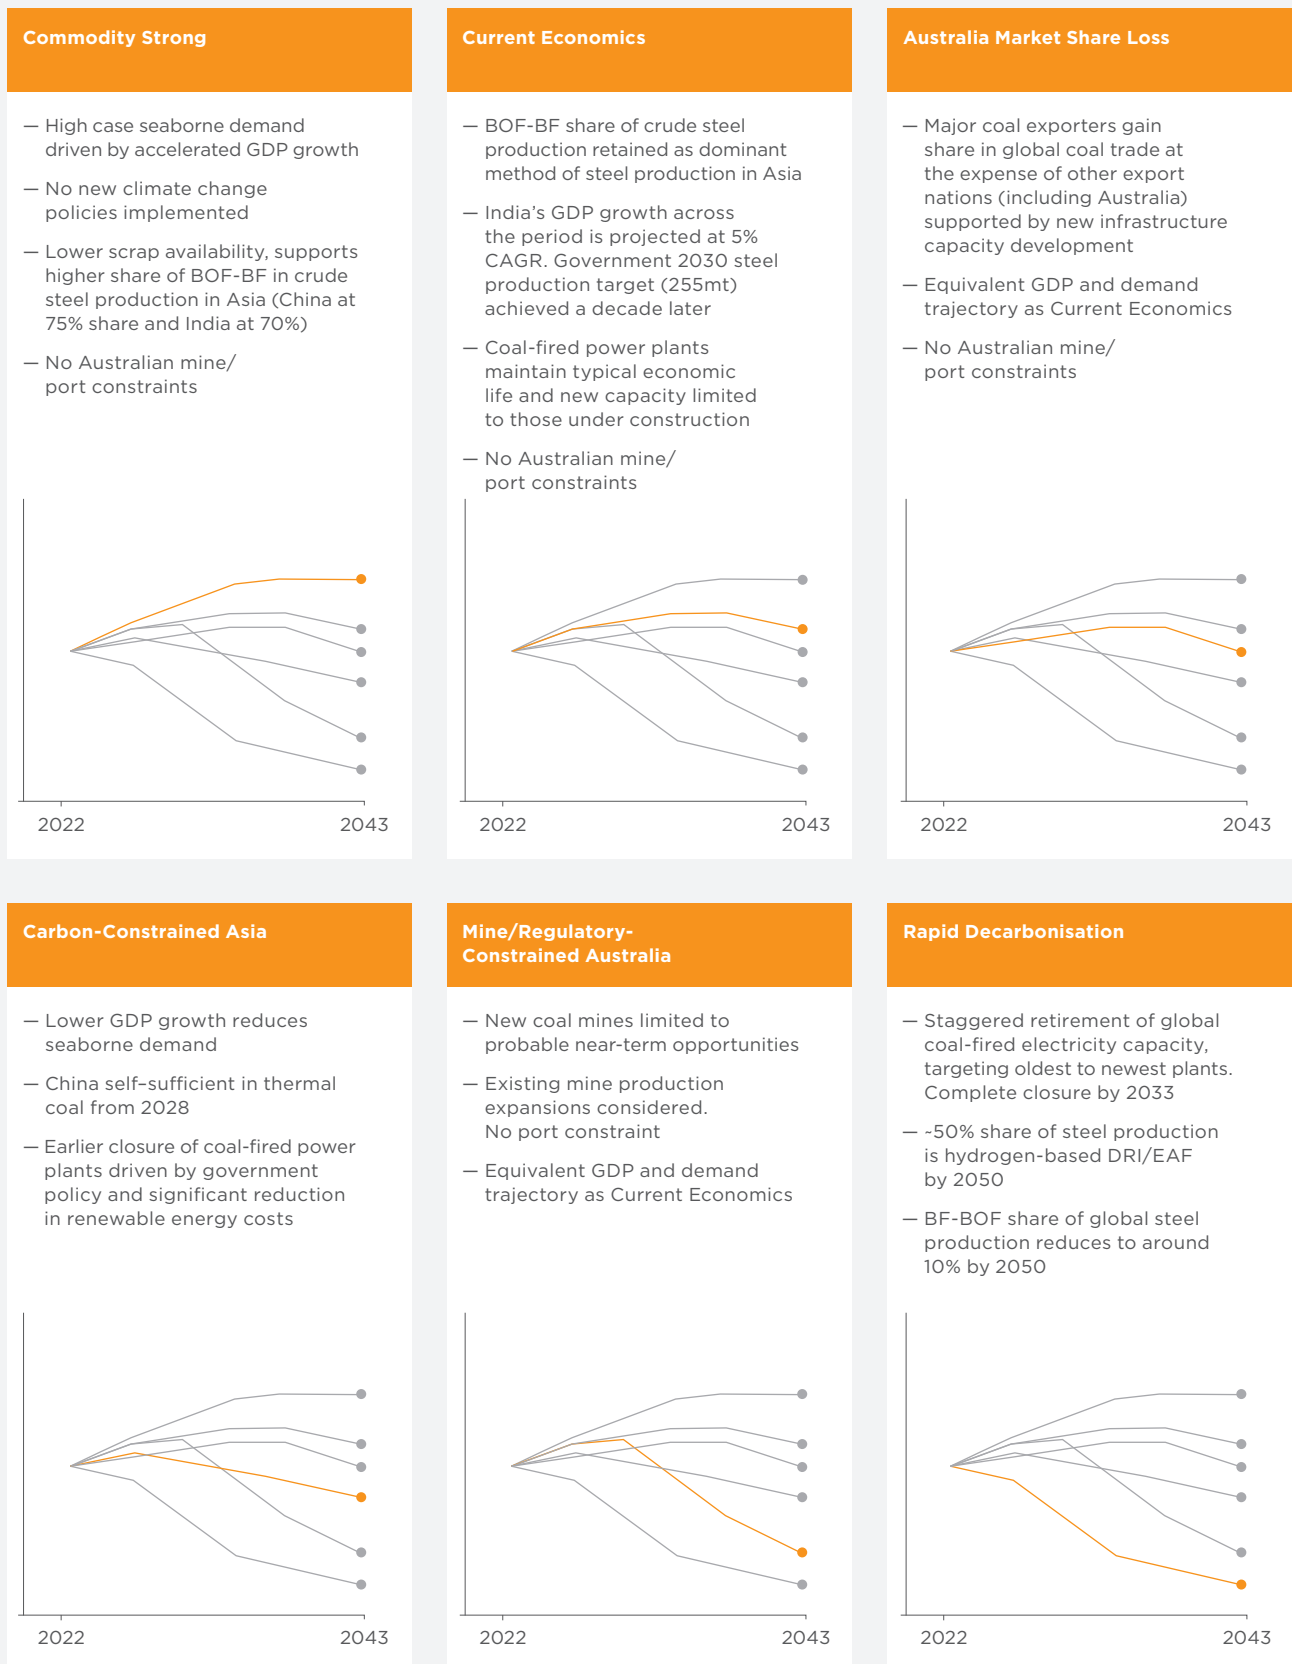 Commodity Strong
— High case seaborne demand
driven by accelerated GDP growth
— No new climate change
policies implemented
— Lower scrap availability, supports
higher share of BOF-BF in crude
steel production in Asia (China at
75% share and India at 70%)
— No Australian mine/
port constraints
2022
2043
Current Economics
— BOF-BF share of crude steel
production retained as dominant
method of steel production in Asia
— India's GDP growth across
the period is projected at 5%
CAGR. Government 2030 steel
production target (255mt)
achieved a decade later
— Coal-fired power plants
maintain typical economic
life and new capacity limited
to those under construction
— No Australian mine/
port constraints
2022
2043
Australia Market Share Loss
— Major coal exporters gain
share in global coal trade at
the expense of other export
nations (including Australia)
supported by new infrastructure
capacity development
— Equivalent GDP and demand
trajectory as Current Economics
— No Australian mine/
port constraints
2022
2043
Carbon-Constrained Asia
— Lower GDP growth reduces
seaborne demand
— China self–sufficient in thermal
coal from 2028
— Earlier closure of coal-fired power
plants driven by government
policy and significant reduction
in renewable energy costs
2022
2043
Mine/Regulatory-
Constrained Australia
— New coal mines limited to
probable near-term opportunities
— Existing mine production
expansions considered.
No port constraint
— Equivalent GDP and demand
trajectory as Current Economics
2022
2043
Rapid Decarbonisation
— Staggered retirement of global
coal-fired electricity capacity,
targeting oldest to newest plants.
Complete closure by 2033
— ~50% share of steel production
is hydrogen-based DRI/EAF
by 2050
— BF-BOF share of global steel
production reduces to around
10% by 2050
2022
2043